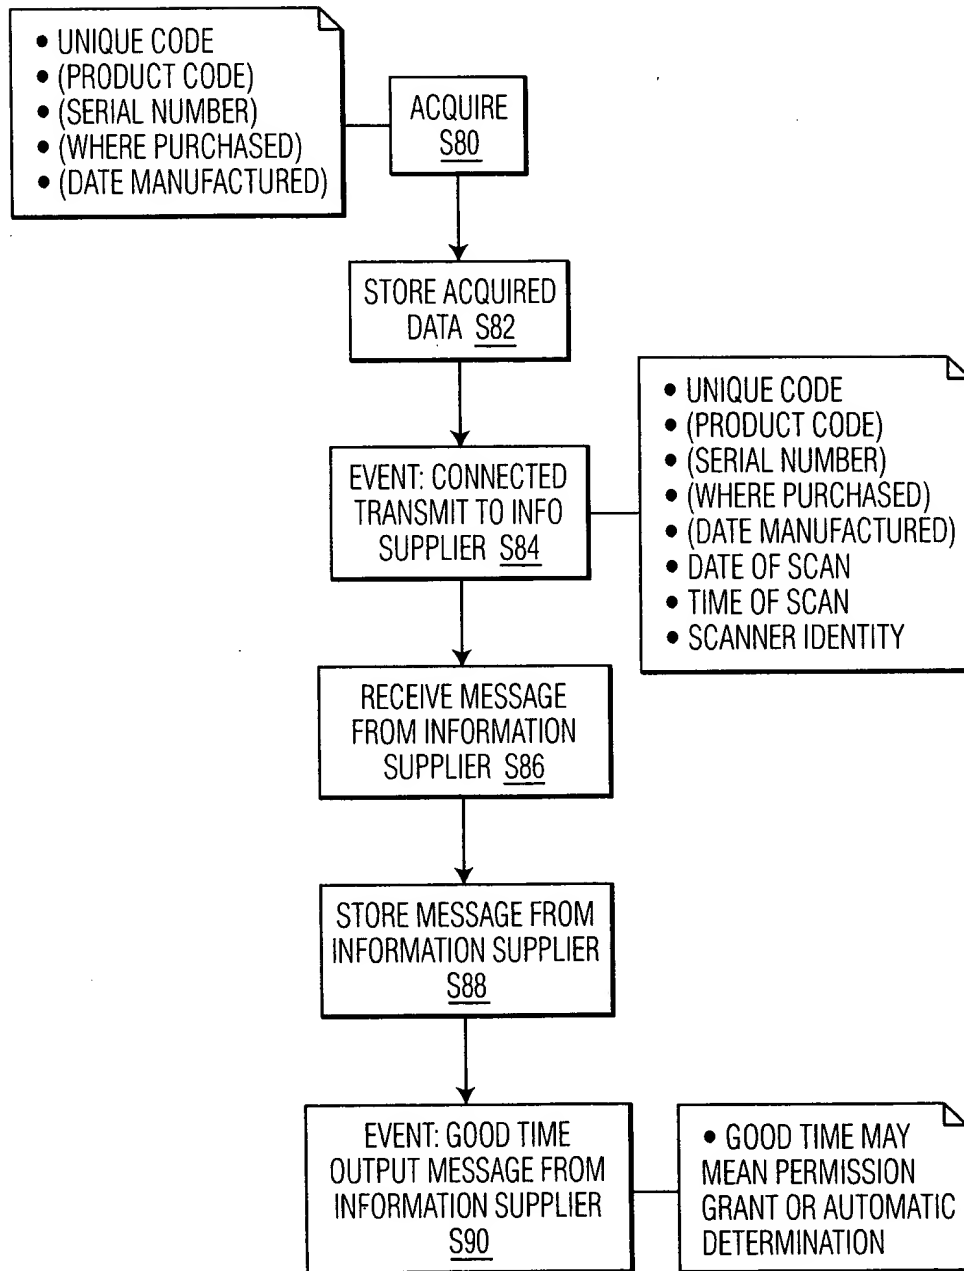 • UNIQUE CODE
• (PRODUCT CODE)
• (SERIAL NUMBER)
• (WHERE PURCHASED)
• (DATE MANUFACTURED)
ACQUIRE
S80
STORE ACQUIRED
DATA S82
EVENT: CONNECTED
TRANSMIT TO INFO
SUPPLIER S84
• UNIQUE CODE
• (PRODUCT CODE)
• (SERIAL NUMBER)
• (WHERE PURCHASED)
• (DATE MANUFACTURED)
• DATE OF SCAN
• TIME OF SCAN
• SCANNER IDENTITY
RECEIVE MESSAGE
FROM INFORMATION
SUPPLIER S86
STORE MESSAGE FROM
INFORMATION SUPPLIER
S88
EVENT: GOOD TIME
OUTPUT MESSAGE FROM
INFORMATION SUPPLIER
S90
• GOOD TIME MAY
MEAN PERMISSION
GRANT OR AUTOMATIC
DETERMINATION